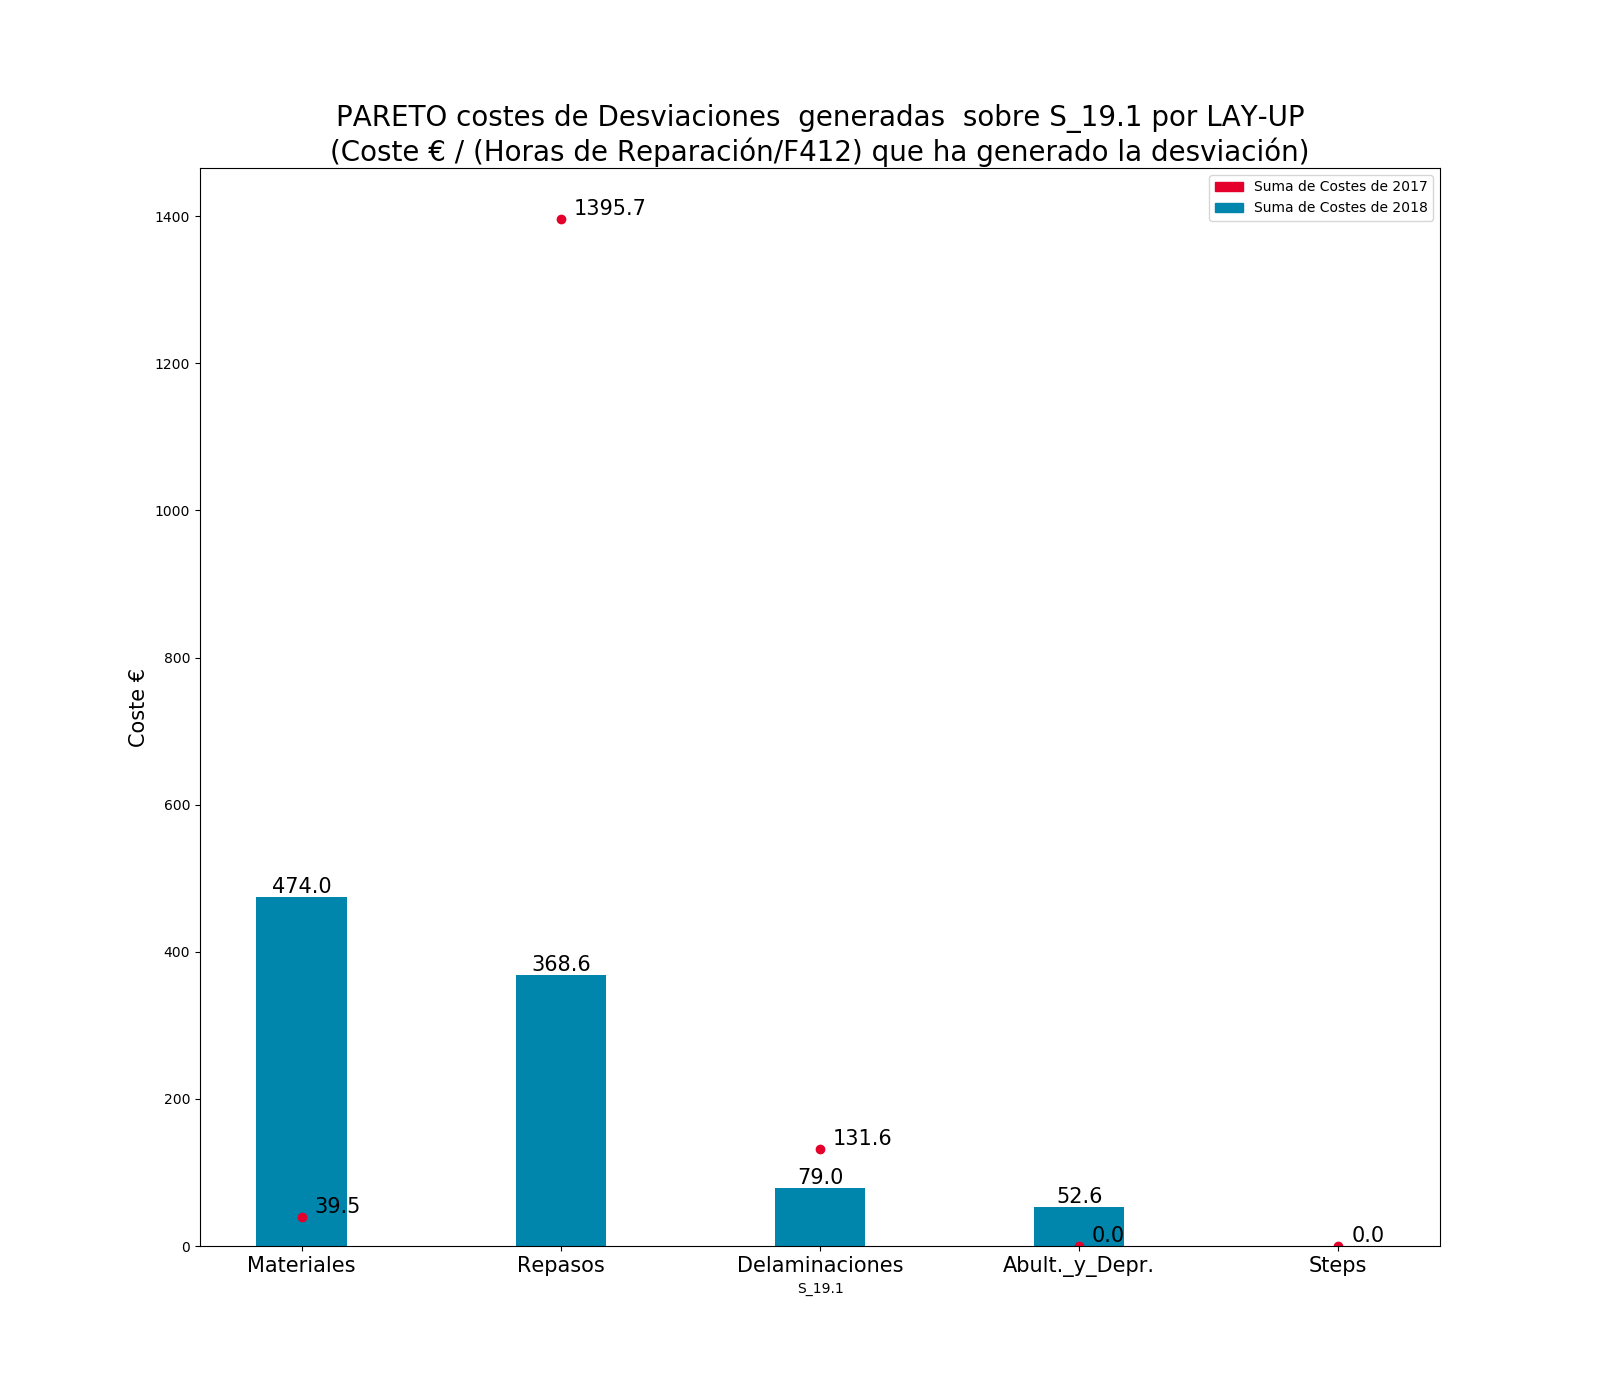 PARETO costes de Desviaciones  generadas  sobre S_19.1 por LAY-UP
(Coste € / (Horas de Reparación/F412) que ha generado la desviación)
Suma de Costes de 2017
Suma de Costes de 2018
Coste €
1400
1200
1000
800
600
400
200
0
1395.7
474.0
368.6
39.5
131.6
79.0
52.6
0.0
0.0
Materiales
Repasos
Delaminaciones
Abult._y_Depr.
Steps
S_19.1